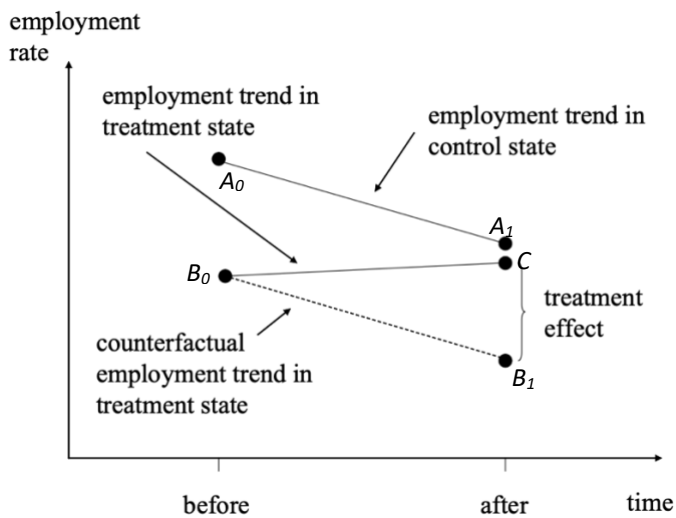 employment
rate
employment trend in
treatment state
employment trend in
control state
A0
A1
B0
C
treatment
effect
counterfactual
employment trend in
treatment state
B1
before
after
time